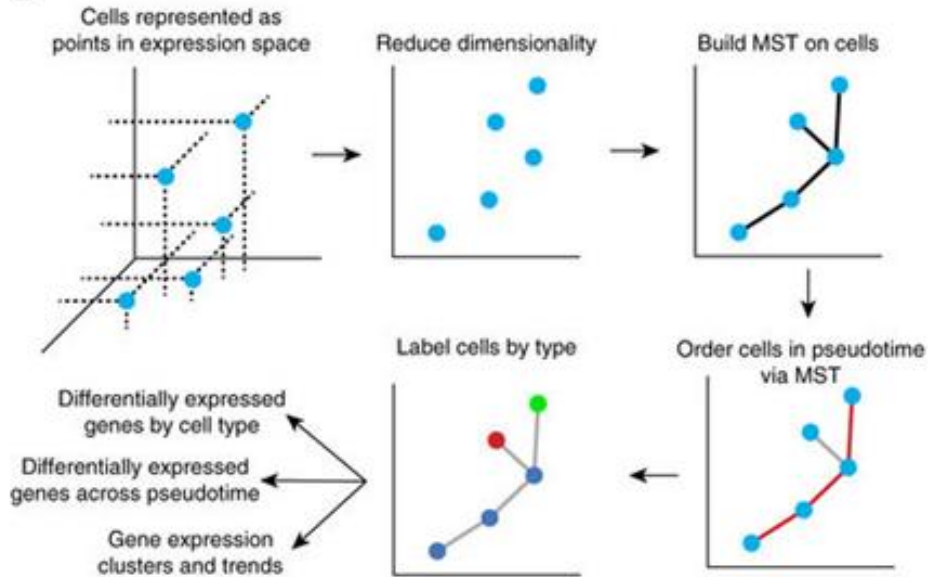 Cells represented as
points in expression space
Reduce dimensionality
Build MST on cells
Order cells in pseudotime
via MST
Label cells by type
Differentially expressed
genes by cell type
Differentially expressed
genes across pseudotime
Gene expression
clusters and trends